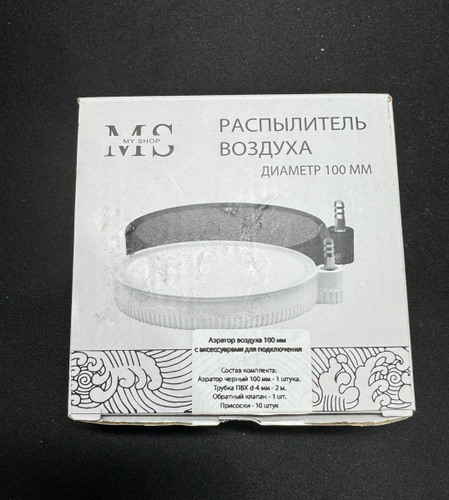 MS
MY SHOP
РАСПЫЛИТЕЛЬ
ВОЗДУХА
ДИАМЕТР 100 ММ
Аэратор воздуха 100 мм
с аксессуарами для подключения
Состав комплекта:
Аэратор черный 100 мм - 1 штука.
Трубка ПВХ d-4 мм - 2 м.
Обратный клапан - 1 шт.
Присоски - 10 штук